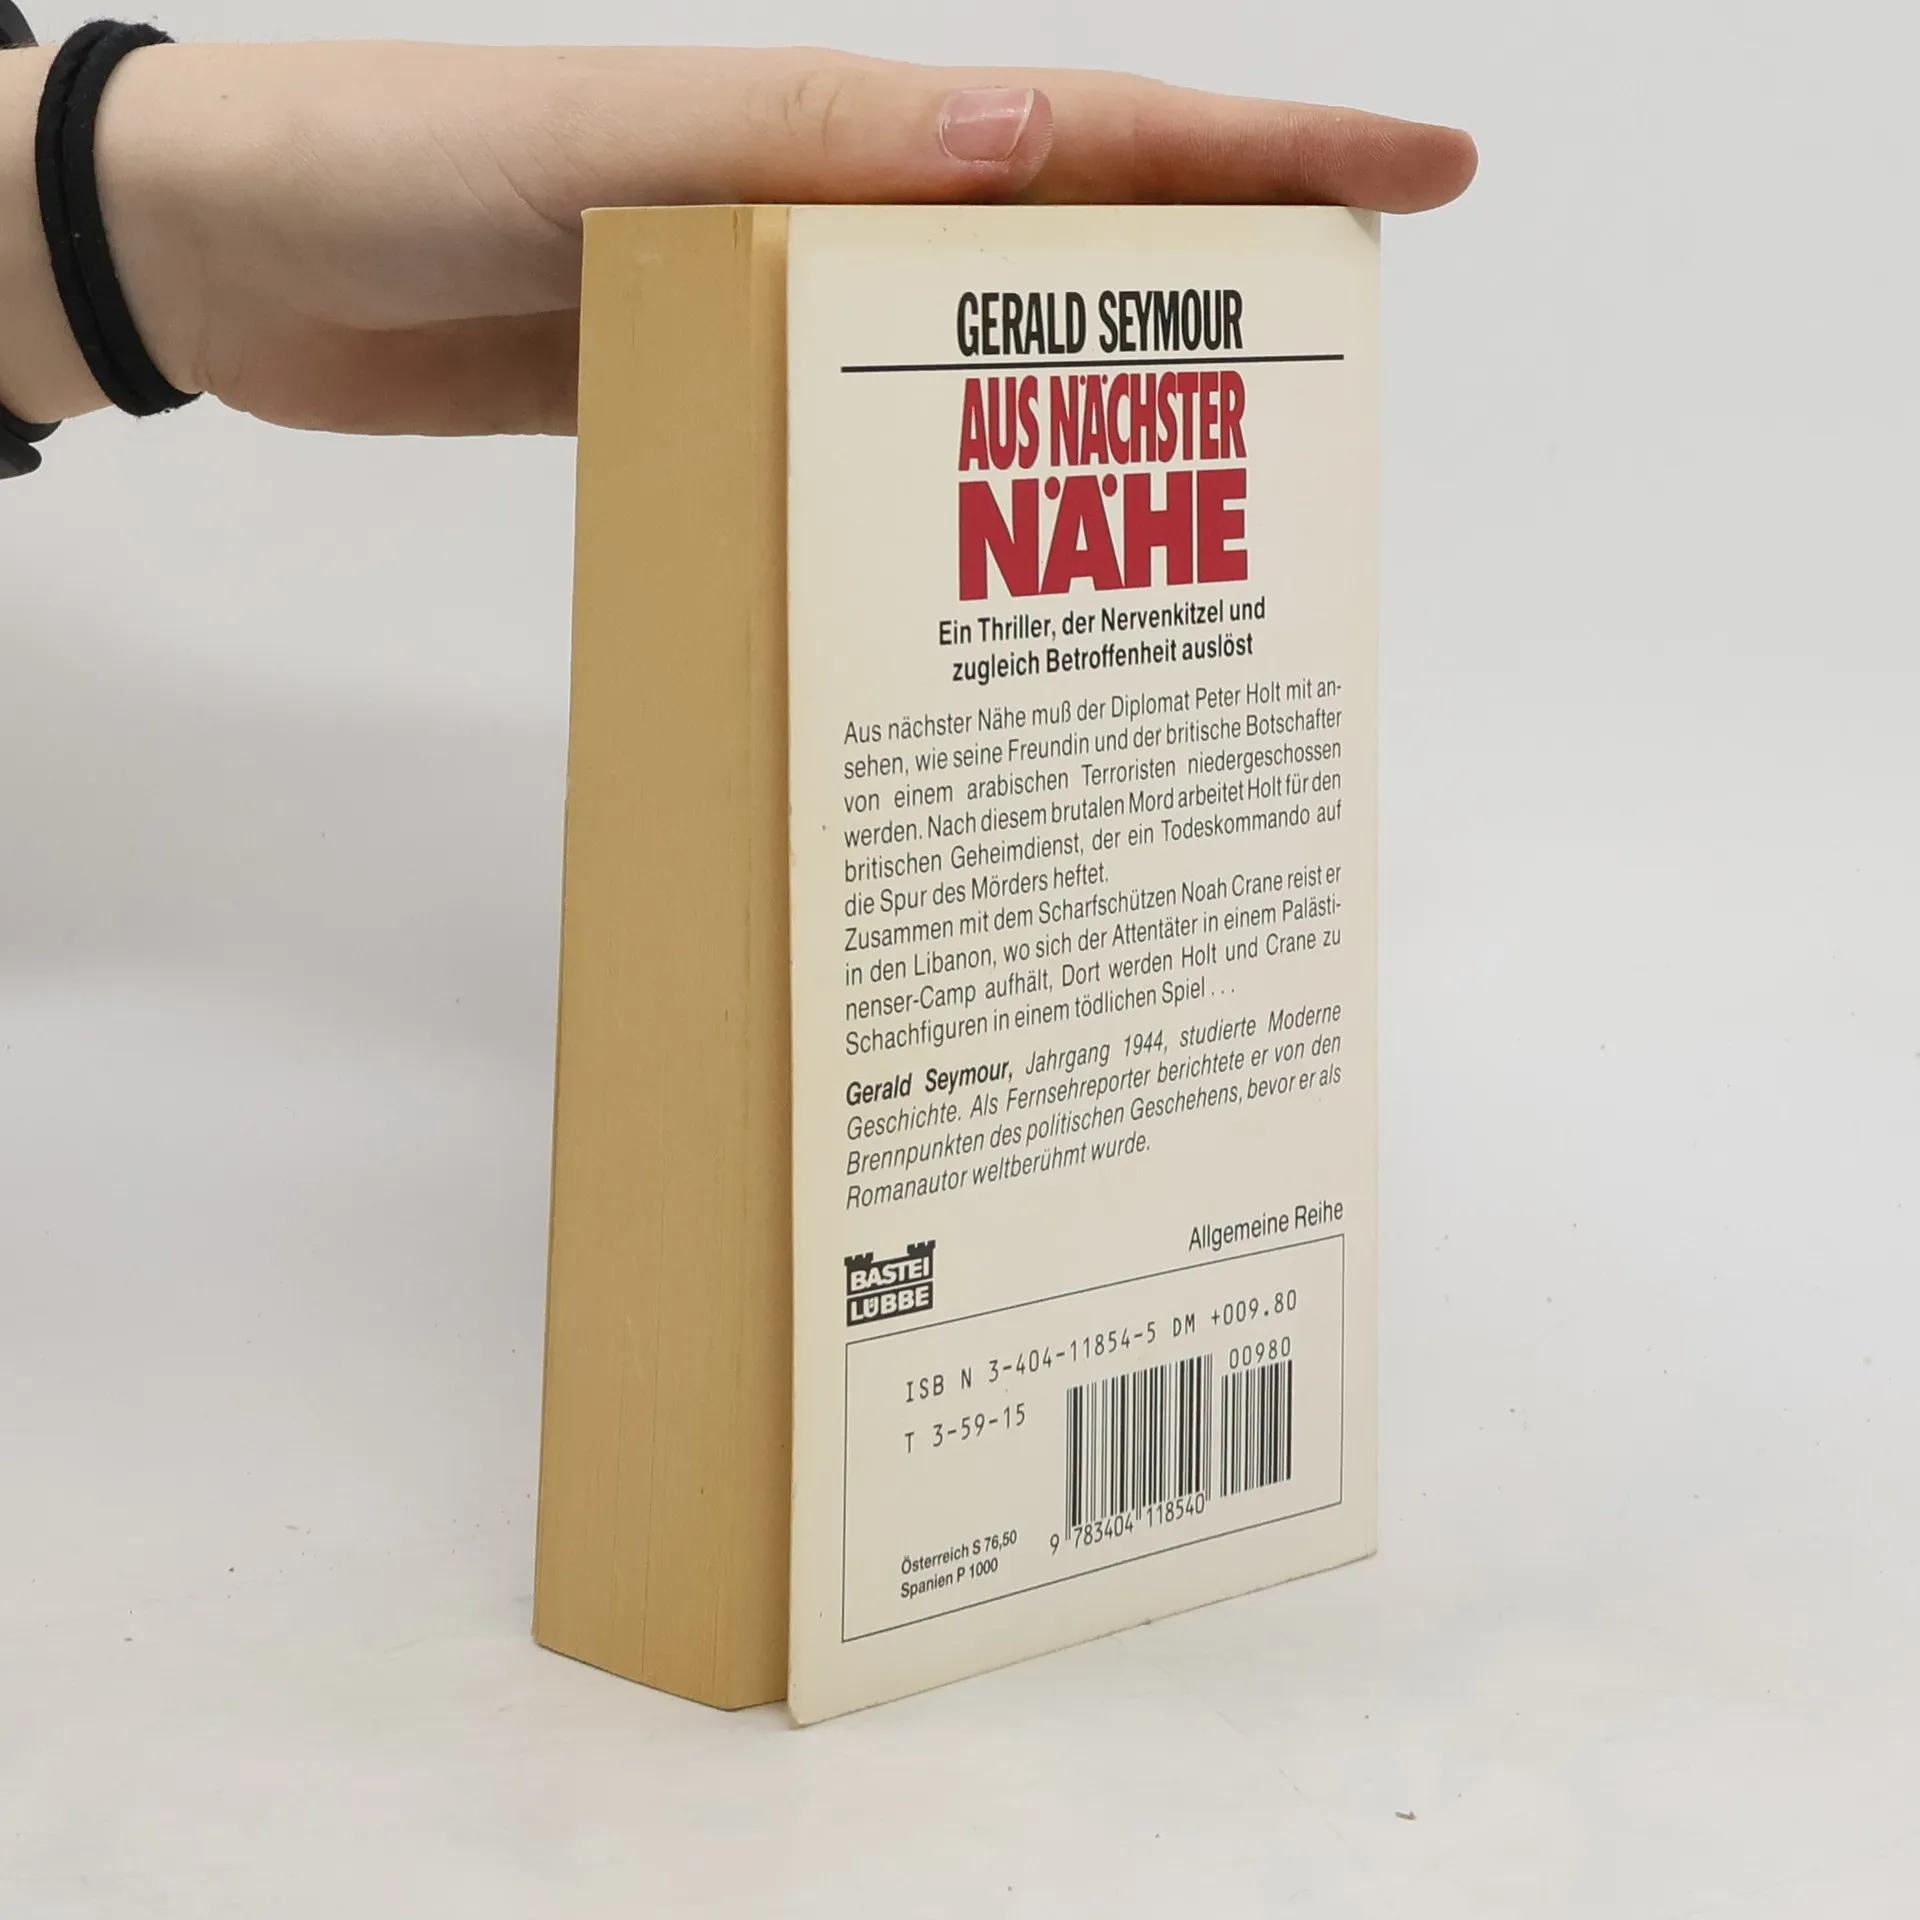 GERALD SEYMOUR
AUS NÄCHSTER
NÄHE
Ein Thriller, der Nervenkitzel und
zugleich Betroffenheit auslöst
Aus nächster Nähe muß der Diplomat Peter Holt mit an-
sehen, wie seine Freundin und der britische Botschafter
von einem arabischen Terroristen niedergeschossen
werden. Nach diesem brutalen Mord arbeitet Holt für den
britischen Geheimdienst, der ein Todeskommando auf
die Spur des Mörders heftet.
Zusammen mit dem Scharfschützen Noah Crane reist er
in den Libanon, wo sich der Attentäter in einem Palästi-
nenser-Camp aufhält, Dort werden Holt und Crane zu
Schachfiguren in einem tödlichen Spiel . . .
Gerald Seymour, Jahrgang 1944, studierte Moderne
Geschichte. Als Fernsehreporter berichtete er von den
Brennpunkten des politischen Geschehens, bevor er als
Romanautor weltberühmt wurde.
Allgemeine Reihe
BASTEI
LÜBBE
ISB N 3-404-11854-5 DM +009.80
00980
T 3-59-15
9 783404 118540
Österreich S 76,50
Spanien P 1000